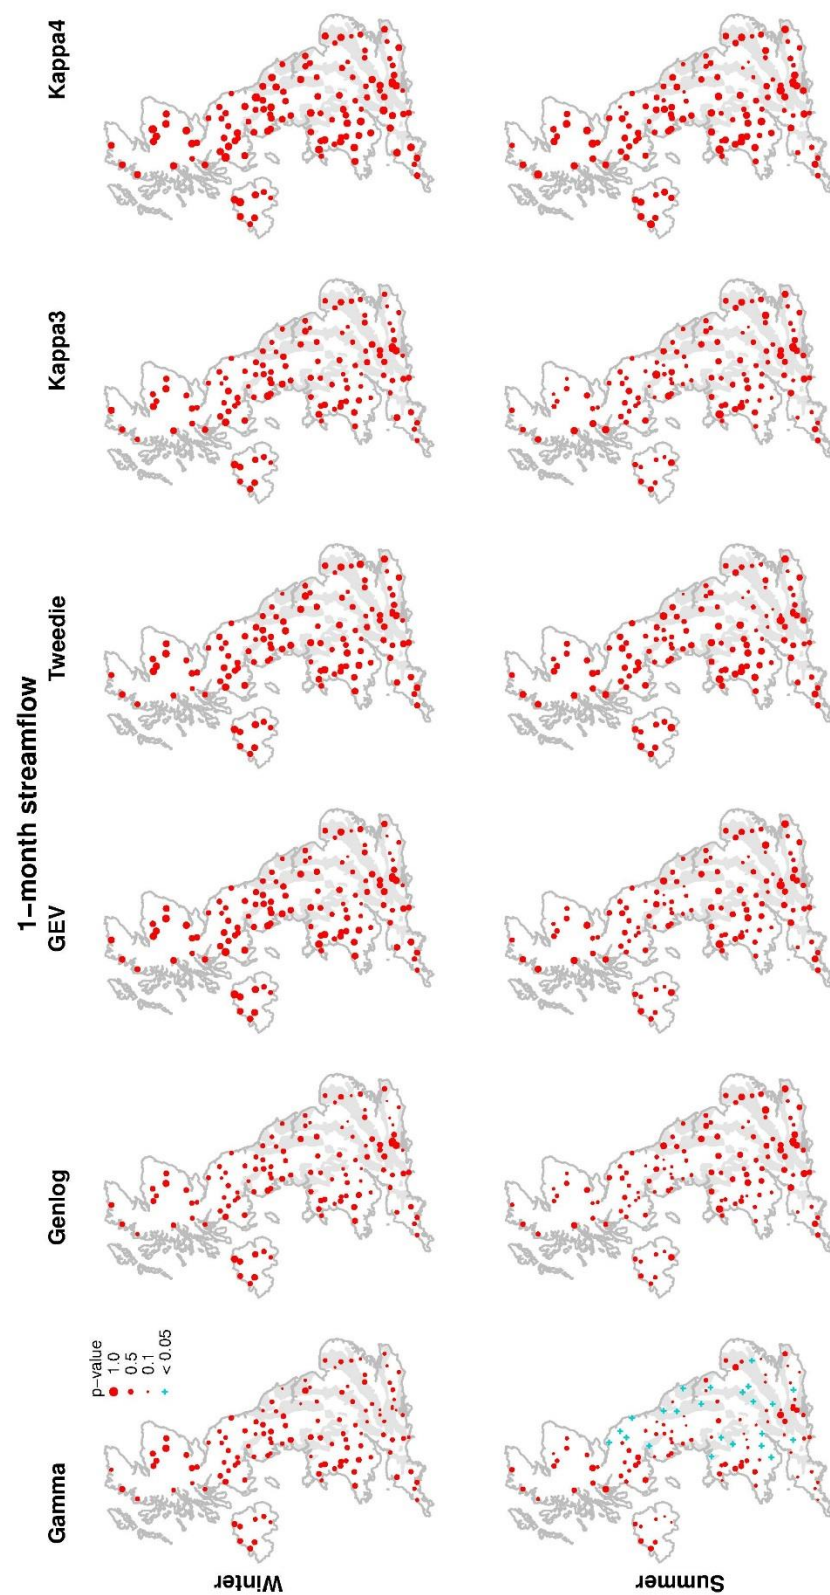 1−month streamflow
Gamma
Genlog
GEV
Tweedie
Kappa3
Kappa4
p−value
1.0
0.5
0.1
< 0.05
Winter
Summer